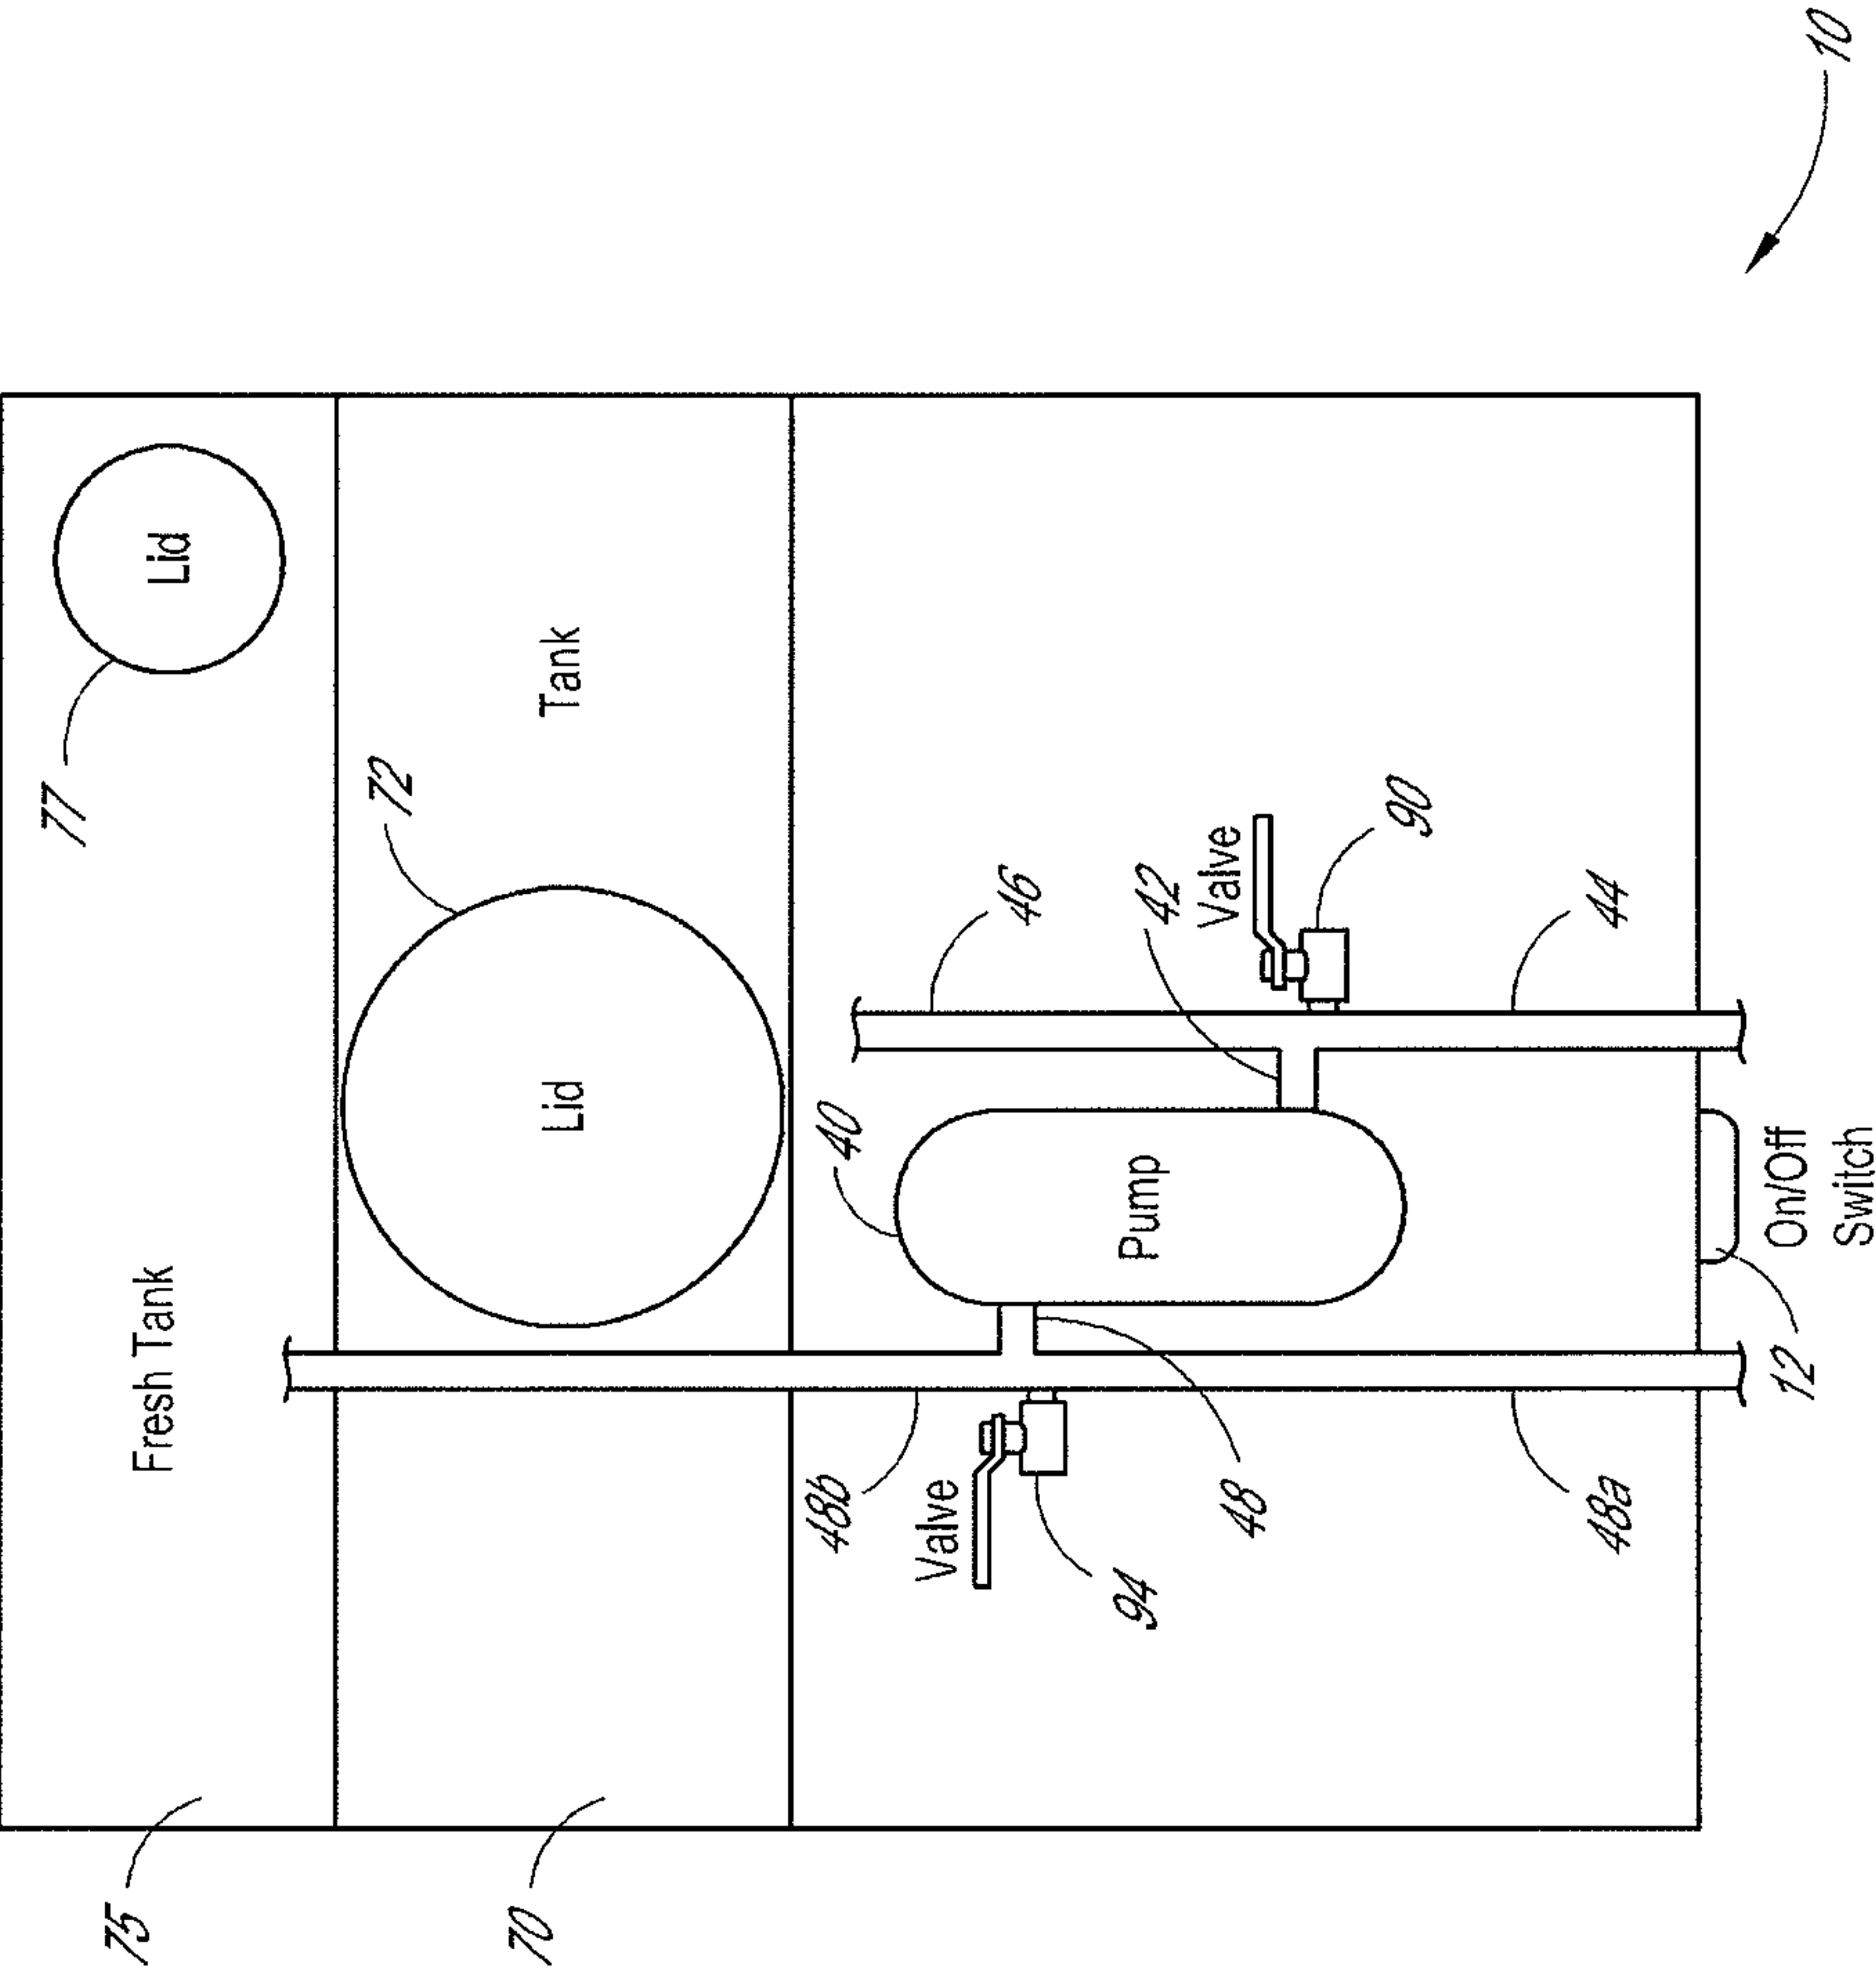 77
75
Fresh Tank
Lid
72
70
Lid
Tank
48b
40
Valve
46
94
Pump
42
Valve
48
90
48a
44
12
On/Off
Switch
10